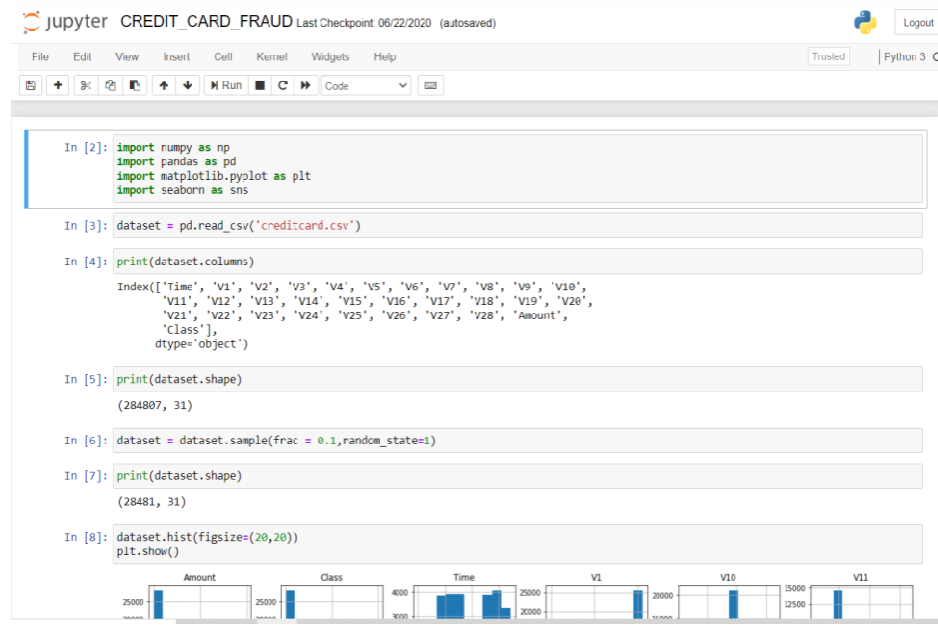 jupyter CREDIT_CARD_FRAUD Last Checkpoint: 06/22/2020 (autosaved)
Logout
File Edit View Insert Cell Kernel Widgets Help
Trusted
Python 3
Run
Code
In [2]: import numpy as np
import pandas as pd
import matplotlib.pyplot as plt
import seaborn as sns
In [3]: dataset = pd.read_csv('creditcard.csv')
In [4]: print(dataset.columns)
Index(['Time', 'V1', 'V2', 'V3', 'V4', 'V5', 'V6', 'V7', 'V8', 'V9', 'V10',
'V11', 'V12', 'V13', 'V14', 'V15', 'V16', 'V17', 'V18', 'V19', 'V20',
'V21', 'V22', 'V23', 'V24', 'V25', 'V26', 'V27', 'V28', 'Amount',
'Class'],
dtype='object')
In [5]: print(dataset.shape)
(284807, 31)
In [6]: dataset = dataset.sample(frac = 0.1,random_state=1)
In [7]: print(dataset.shape)
(28481, 31)
In [8]: dataset.hist(figsize=(20,20))
plt.show()
Amount Class Time V1 V10 V11
25000 25000 4000 25000 20000 15000
3000 20000 12500